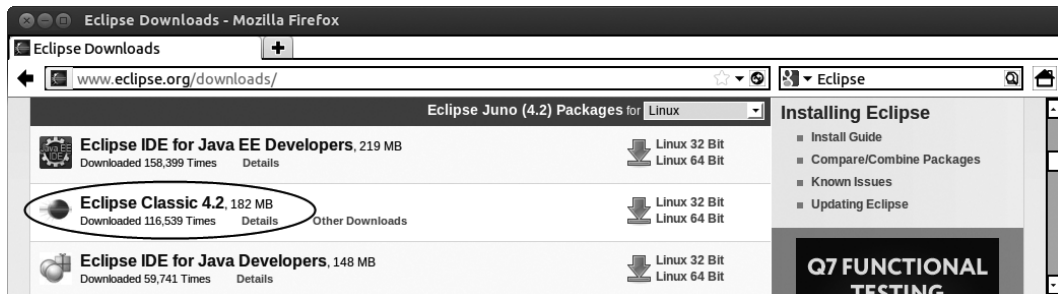 Eclipse Downloads - Mozilla Firefox
Eclipse Downloads
www.eclipse.org/downloads/
Eclipse
Eclipse Juno (4.2) Packages for Linux
Java EE
IDE
Eclipse IDE for Java EE Developers, 219 MB
Downloaded 158,399 Times Details
Linux 32 Bit
Linux 64 Bit
Eclipse Classic 4.2, 182 MB
Downloaded 116,539 Times Details Other Downloads
Linux 32 Bit
Linux 64 Bit
Eclipse IDE for Java Developers, 148 MB
Downloaded 59,741 Times Details
Linux 32 Bit
Linux 64 Bit
Installing Eclipse
Install Guide
Compare/Combine Packages
Known Issues
Updating Eclipse
Q7 FUNCTIONAL
TESTING